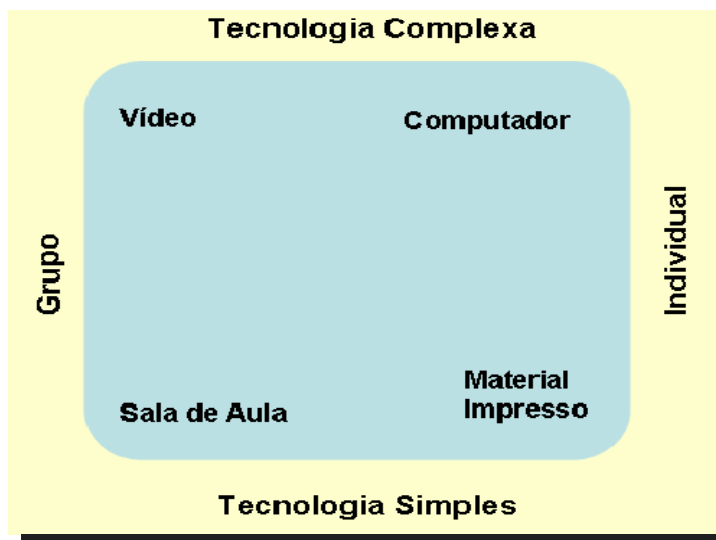 Tecnologia Complexa
Vídeo
Computador
Grupo
Individual
Sala de Aula
Material
Impresso
Tecnologia Simples